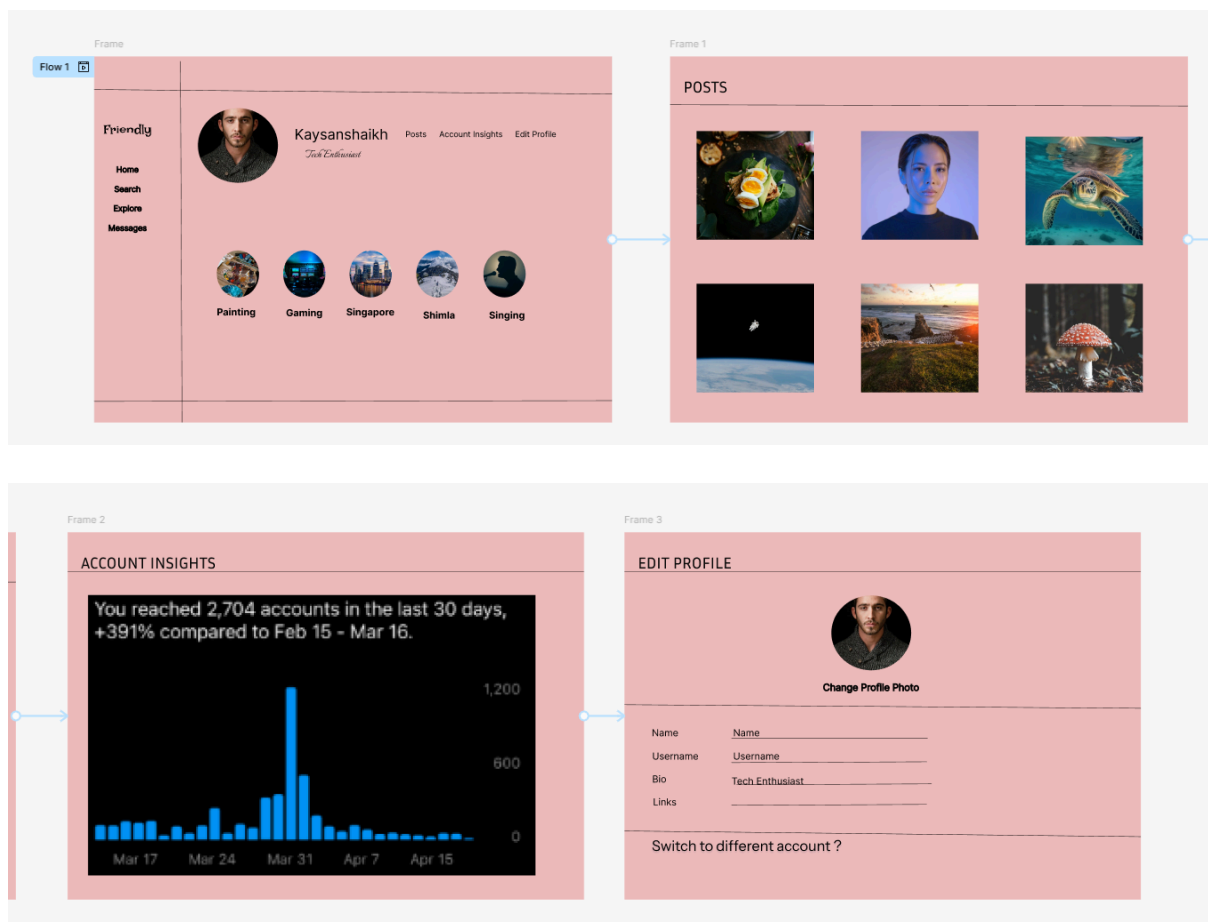 Frame
Frame 1
Flow 1
POSTS
Friendly
Kaysanshaikh
Posts
Account Insights
Edit Profile
Tech Enthusiast
Home
Search
Explore
Messages
Painting
Gaming
Singapore
Shimla
Singing
Frame 2
Frame 3
ACCOUNT INSIGHTS
You reached 2,704 accounts in the last 30 days,
+391% compared to Feb 15 - Mar 16.
1,200
600
0
Mar 17
Mar 24
Mar 31
Apr 7
Apr 15
EDIT PROFILE
Change Profile Photo
Name
Name
Username
Username
Bio
Tech Enthusiast
Links
Switch to different account ?